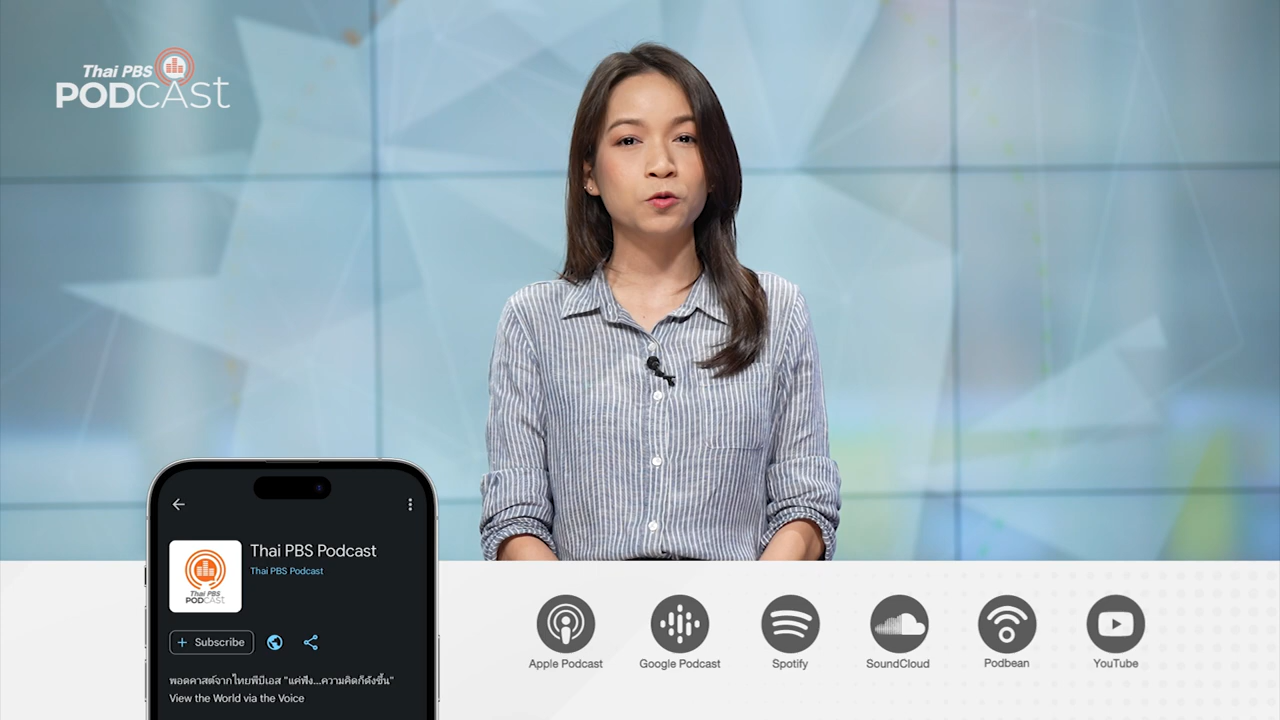 Thai PBS
PODCAST
Thai PBS Podcast
Thai PBS Podcast
Thai PBS
PODCAST
+ Subscribe
พอดคาสต์จากไทยพีบีเอส "แค่ฟัง...ความคิดก็ดังขึ้น"
View the World via the Voice
Apple Podcast
Google Podcast
Spotify
SoundCloud
Podbean
YouTube